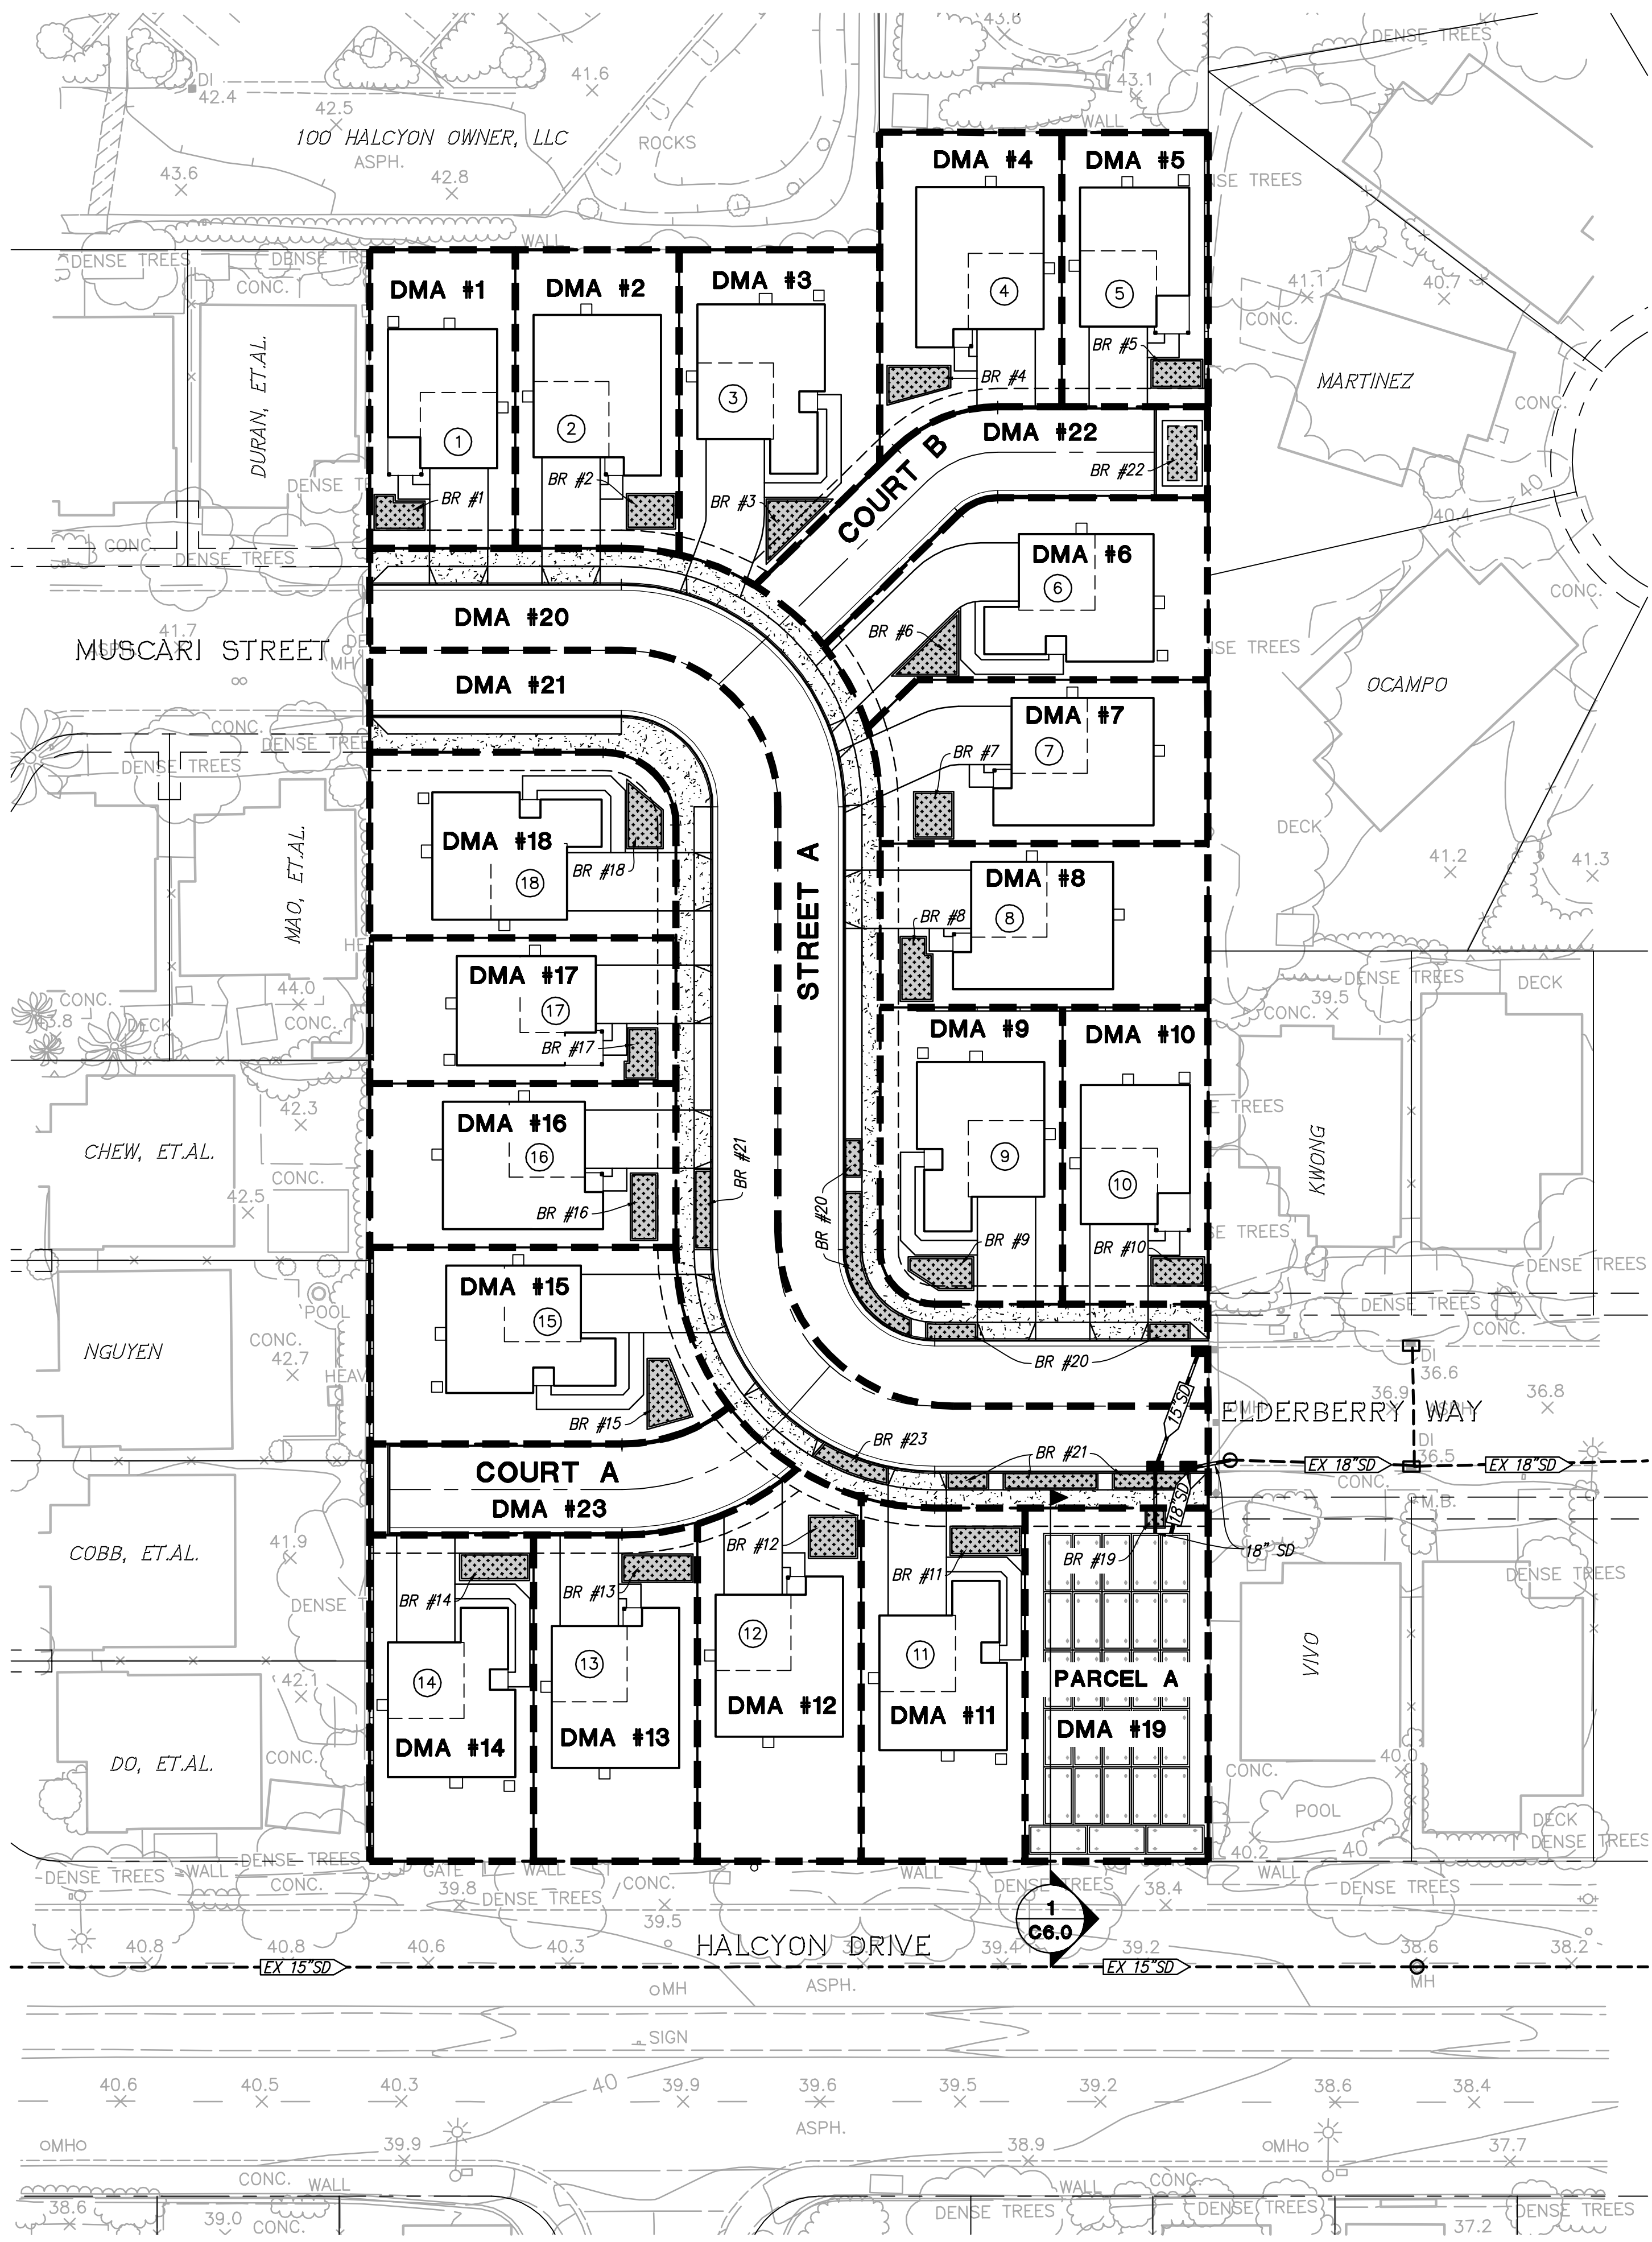 43.6
DENSE TREES
DI
42.4
41.6
43.1
42.5
100 HALCYON OWNER, LLC
ASPH.
ROCKS
WALL
43.6
42.8
DMA #4
DMA #5
NSE TREES
WALL
DENSE TREES
DENSE TRE
CONC.
DMA #1
DMA #2
DMA #3
4
5
41.1
40.7
CONC.
DURAN, ET.AL.
BR #5
BR #4
MARTINEZ
CONC.
1
2
3
DMA #22
COURT B
BR #22
DENSE T
BR #1
BR #2
BR #3
40
40.4
CONC.
DENSE TREES
DMA #6
6
CONC.
DMA #20
41.7
MUSCARI STREET
MH
BR #6
NSE TREES
DMA #21
OCAMPO
CONC.
DENSE TREE
DENSE TREES
DMA #7
7
BR #7
DECK
DMA #18
18
BR #18
MAO, ET.AL.
STREET A
DMA #8
8
BR #8
41.2
41.3
DMA #17
17
BR #17
44.0
CONC.
CONC.
DECK
43.8
DENSE TREES
DECK
39.5
CONC.
DMA #9
DMA #10
9
10
E TREES
KWONG
42.3
CHEW, ET.AL.
CONC.
42.5
DMA #16
16
BR #16
BR #21
BR #20
BR #9
BR #10
SE TREES
DENSE TREES
DENSE TREES
CONC.
DMA #15
15
BR #15
POOL
NGUYEN
CONC.
42.7
HEAV
BR #20
DI
36.6
36.9
36.8
15"SD
ELDERBERRY WAY
DI
36.5
EX 18"SD
EX 18"SD
CONC.
M.B.
BR #23
BR #21
COURT A
DMA #23
18"SD
18" SD
BR #19
BR #12
BR #11
BR #13
BR #14
COBB, ET.AL.
41.9
DENSE T
DENSE TREES
12
11
13
14
VIVO
42.1
PARCEL A
DMA #19
DMA #12
DMA #11
DMA #13
DMA #14
DO, ET.AL.
CONC.
40.0
CONC.
POOL
DECK
DENSE TREES
40.2
40
WALL
DENSE TREES
DENSE TREES
WALL
CONC.
GATE
39.8
WALL
DENSE TREES
CONC.
39.5
WALL
DENSE TREES
38.4
DENSE TREES
1
C6.0
HALCYON DRIVE
40.8
40.8
40.6
40.3
39.4
39.2
38.6
38.2
EX 15"SD
EX 15"SD
MH
MH
ASPH.
SIGN
40.6
40.5
40.3
40
39.9
39.6
39.5
39.2
38.6
38.4
ASPH.
MH
39.9
38.9
MH
37.7
CONC.
WALL
WALL
CONC.
38.6
39.0
CONC.
DENSE TREES
DENSE TREES
DENSE TREES
37.2